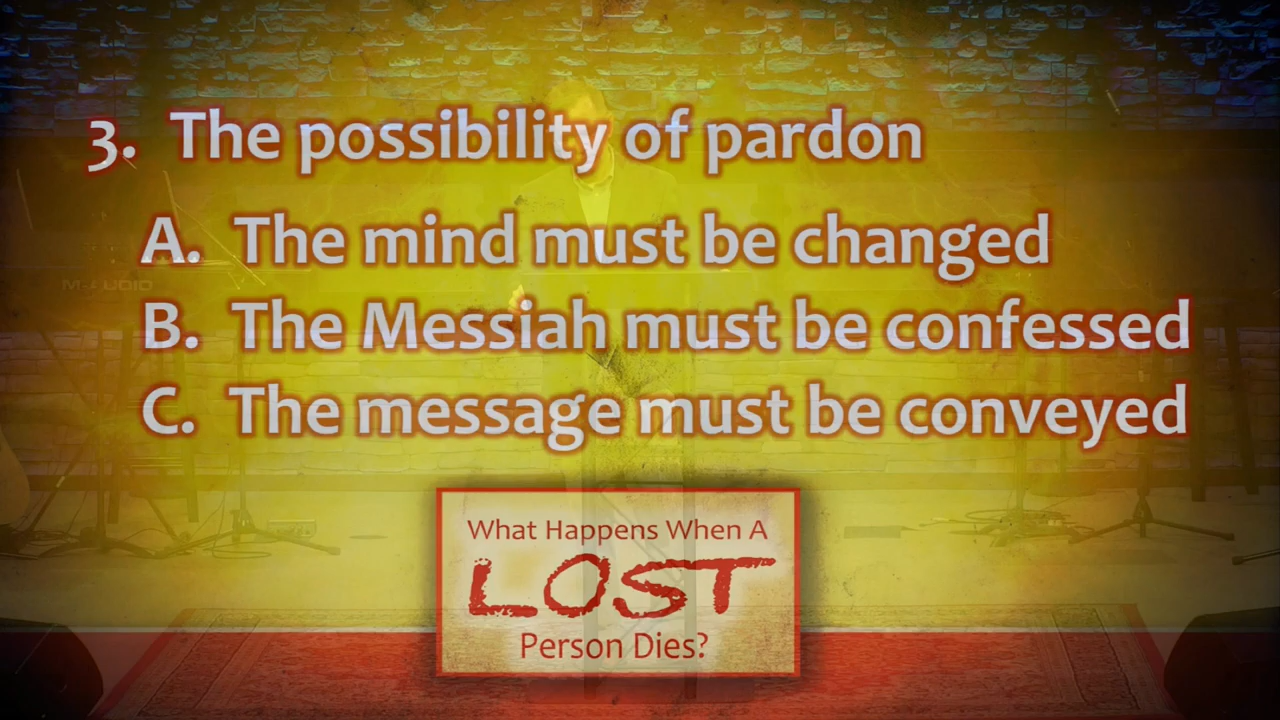 3. The possibility of pardon
A. The mind must be changed
B. The Messiah must be confessed
C. The message must be conveyed
M-AUDIO
What Happens When A
LOST
Person Dies?